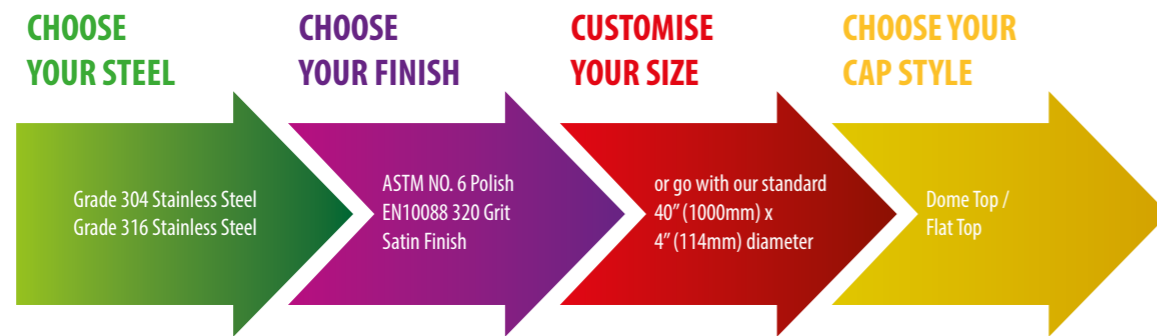 CHOOSE
YOUR STEEL
Grade 304 Stainless Steel
Grade 316 Stainless Steel
CHOOSE
YOUR FINISH
ASTM NO. 6 Polish
EN10088 320 Grit
Satin Finish
CUSTOMISE
YOUR SIZE
or go with our standard
40” (1000mm) x
4” (114mm) diameter
CHOOSE YOUR
CAP STYLE
Dome Top /
Flat Top